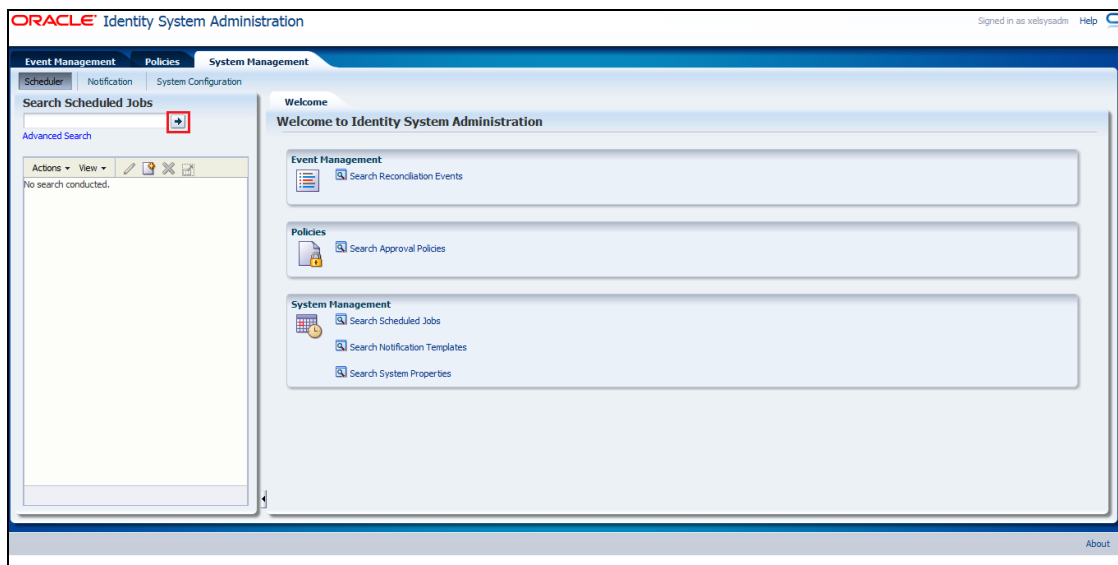 ORACLE' Identity System Administration
Signed in as xelsysadm Help
Event Management Policies System Management
Scheduler Notification System Configuration
Search Scheduled Jobs
Advanced Search
Actions View
No search conducted.
Welcome
Welcome to Identity System Administration
Event Management
Search Reconciliation Events
Policies
Search Approval Policies
System Management
Search Scheduled Jobs
Search Notification Templates
Search System Properties
About